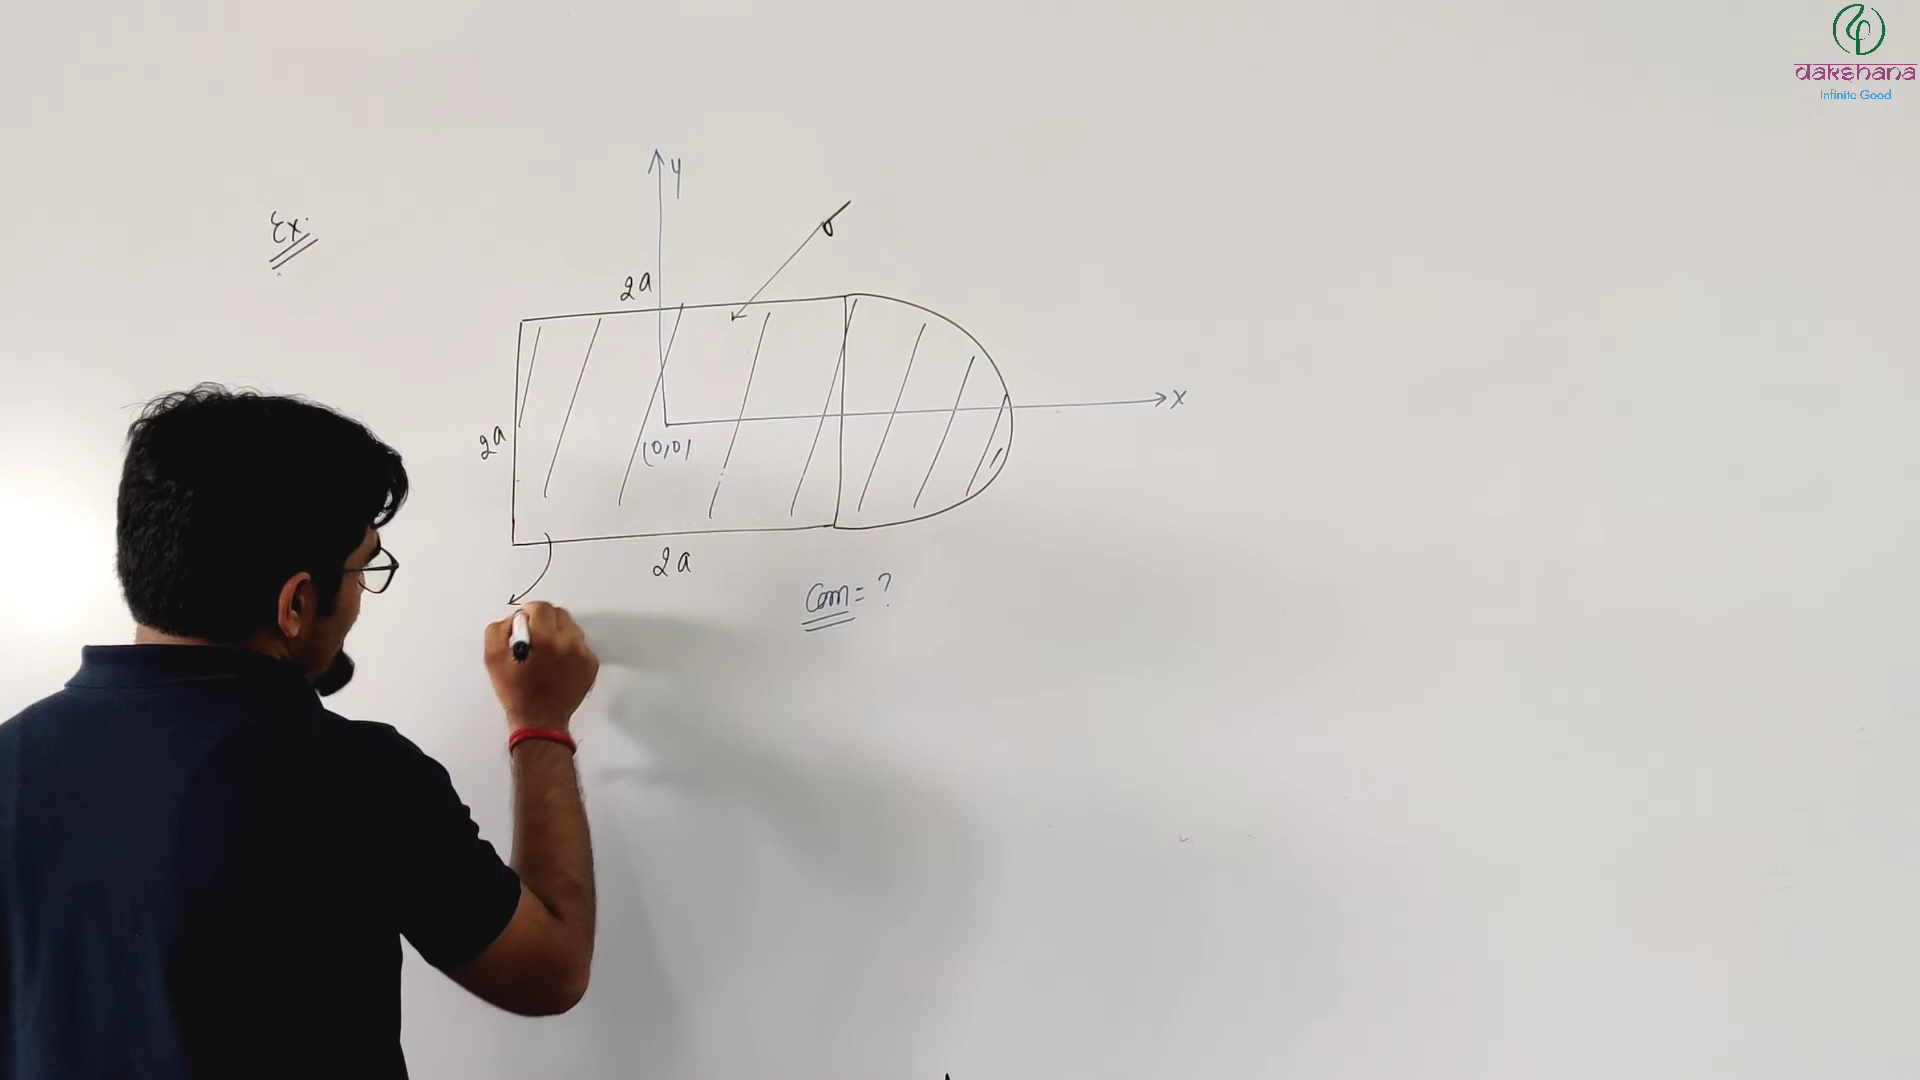 dakshana
Infinite Good
y
Ex.
σ
2a
x
2a
(0,0)
2a
Com = ?